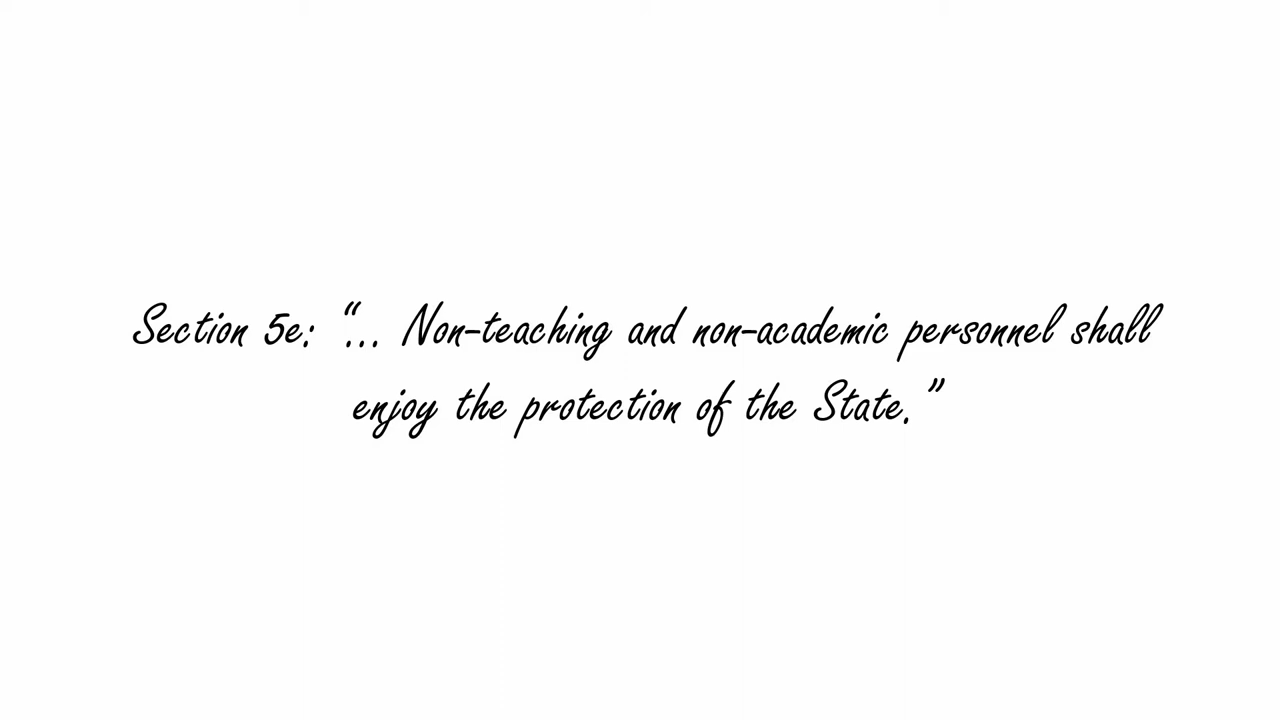 Section 5e: “... Non-teaching and non-academic personnel shall
enjoy the protection of the State.”